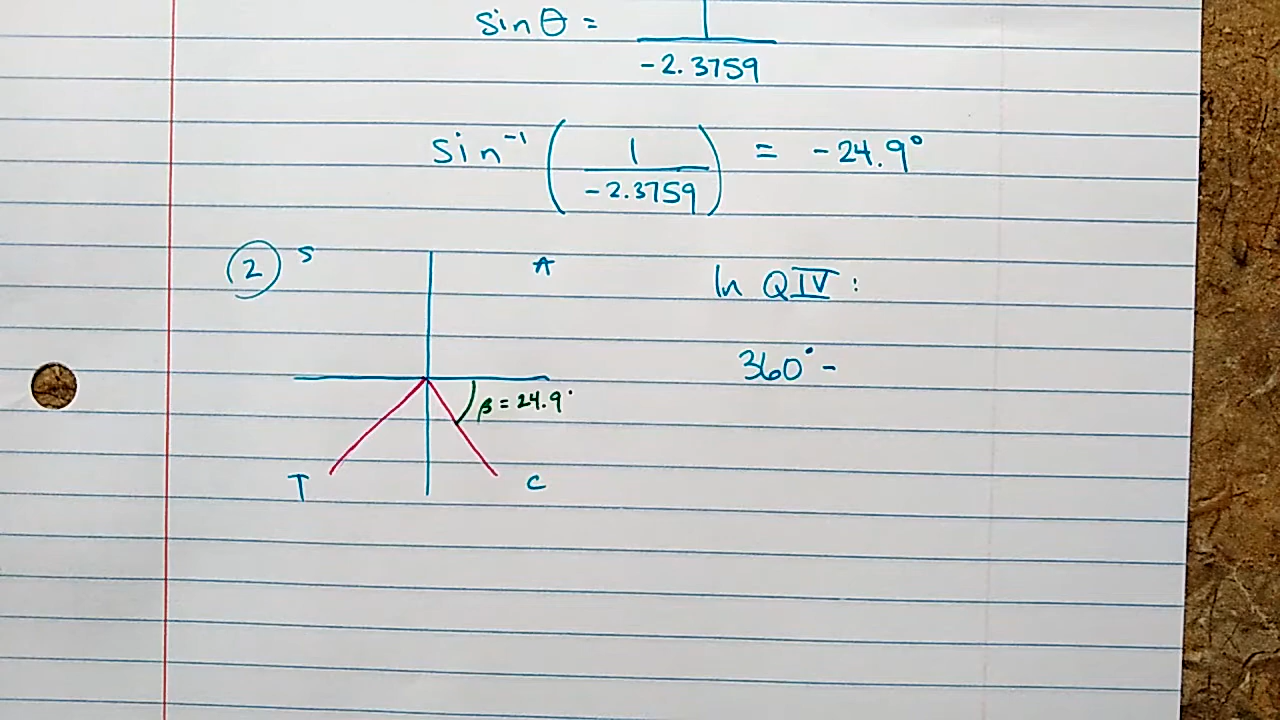 sin θ = 1 / -2.3759
sin⁻¹ ( 1 / -2.3759 ) = -24.9°
2 S A In QIV:
360° -
β = 24.9°
T C